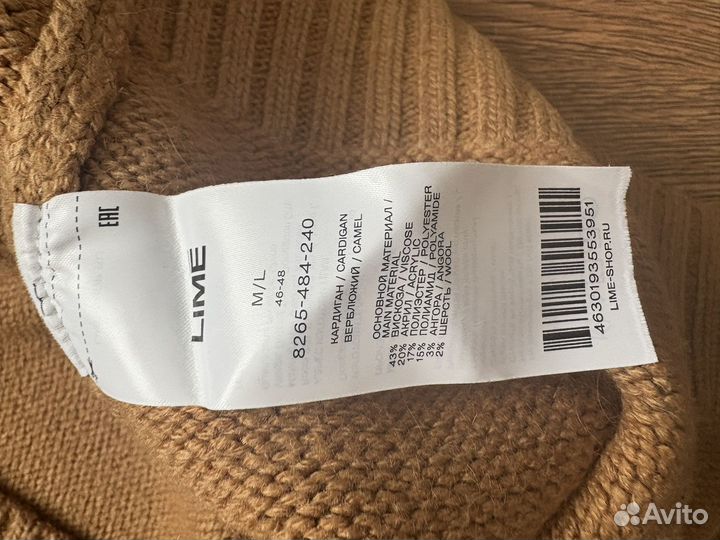 EAC
LIME
M/L
46-48
8265-484-240
КАРДИГАН / CARDIGAN
ВЕРБЛЮЖИЙ / CAMEL
ОСНОВНОЙ МАТЕРИАЛ /
MAIN MATERIAL
43% ВИСКОЗА / VISCOSE
20% АКРИЛ / ACRYLIC
17% ПОЛИЭСТЕР / POLYESTER
15% ПОЛИАМИД / POLYAMIDE
3% АНГОРА / ANGORA
2% ШЕРСТЬ / WOOL
4630193553951
LIME-SHOP.RU
Avito